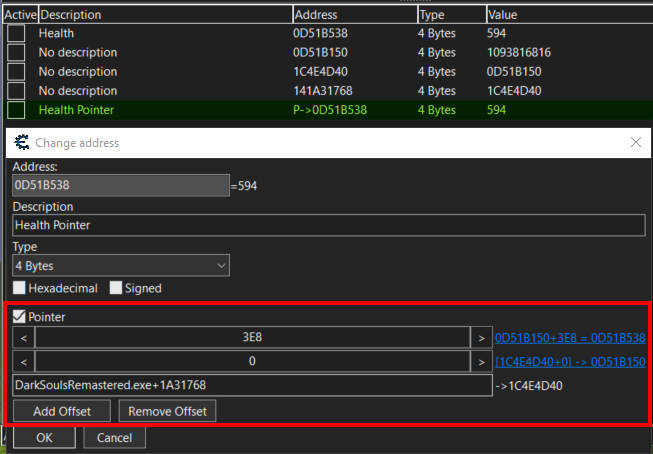 Active Description Address Type Value
Health 0D51B538 4 Bytes 594
No description 0D51B150 4 Bytes 1093816816
No description 1C4E4D40 4 Bytes 0D51B150
No description 141A31768 4 Bytes 1C4E4D40
Health Pointer P->0D51B538 4 Bytes 594
Change address
Address:
0D51B538 =594
Description
Health Pointer
Type
4 Bytes
Hexadecimal Signed
Pointer
< 3E8 > 0D51B150+3E8 = 0D51B538
< 0 > [1C4E4D40+0] -> 0D51B150
DarkSoulsRemastered.exe+1A31768 ->1C4E4D40
Add Offset Remove Offset
OK Cancel